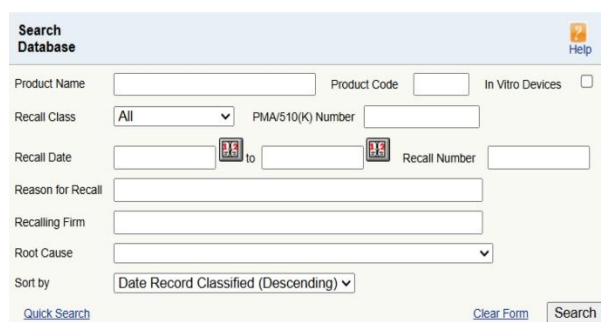 Search
Database
Help
Product Name Product Code In Vitro Devices
Recall Class All PMA/510(K) Number
Recall Date to Recall Number
Reason for Recall
Recalling Firm
Root Cause
Sort by Date Record Classified (Descending)
Quick Search Clear Form Search